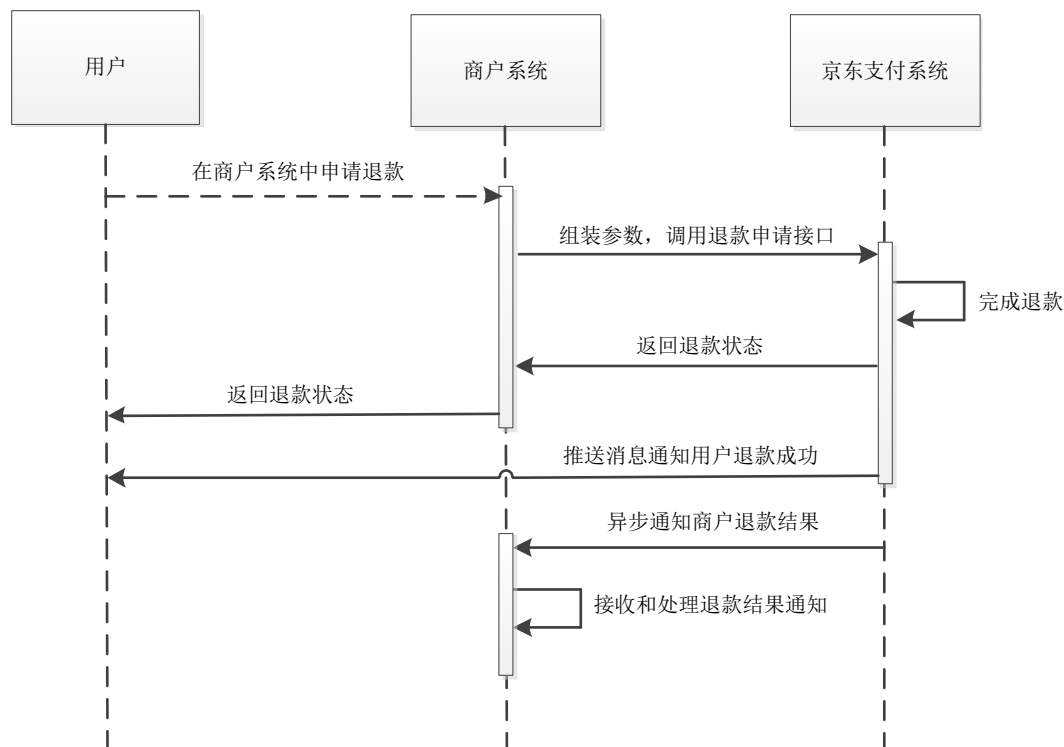 用户
商户系统
京东支付系统
在商户系统中申请退款
组装参数，调用退款申请接口
完成退款
返回退款状态
返回退款状态
推送消息通知用户退款成功
异步通知商户退款结果
接收和处理退款结果通知